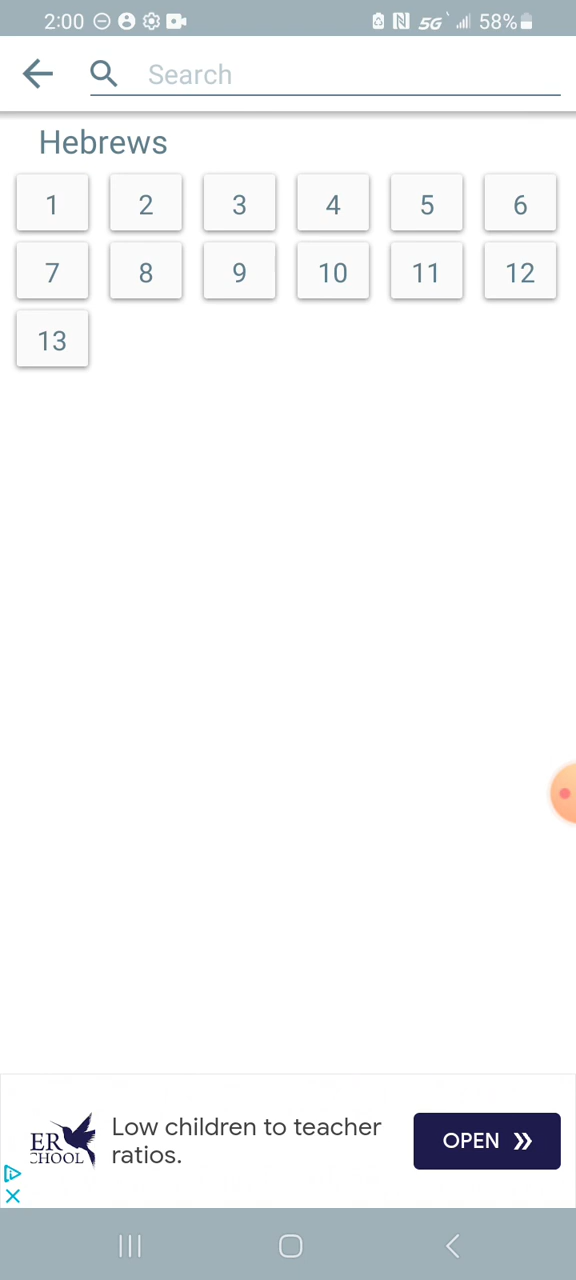 2:00 5G 58%
Search
Hebrews
1 2 3 4 5 6
7 8 9 10 11 12
13
Low children to teacher
ratios.
ER
CHOOL
OPEN